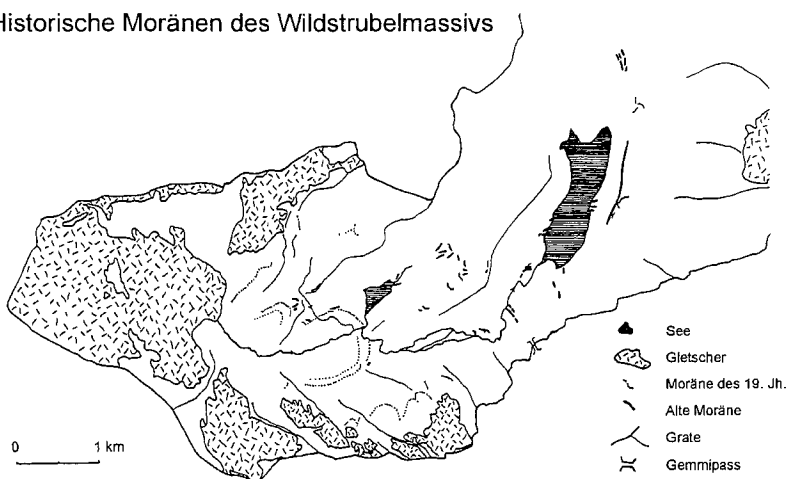 Historische Moränen des Wildstrubelmassivs
See
Gletscher
Moräne des 19. Jh.
Alte Moräne
Grate
Gemmipass
0 1 km